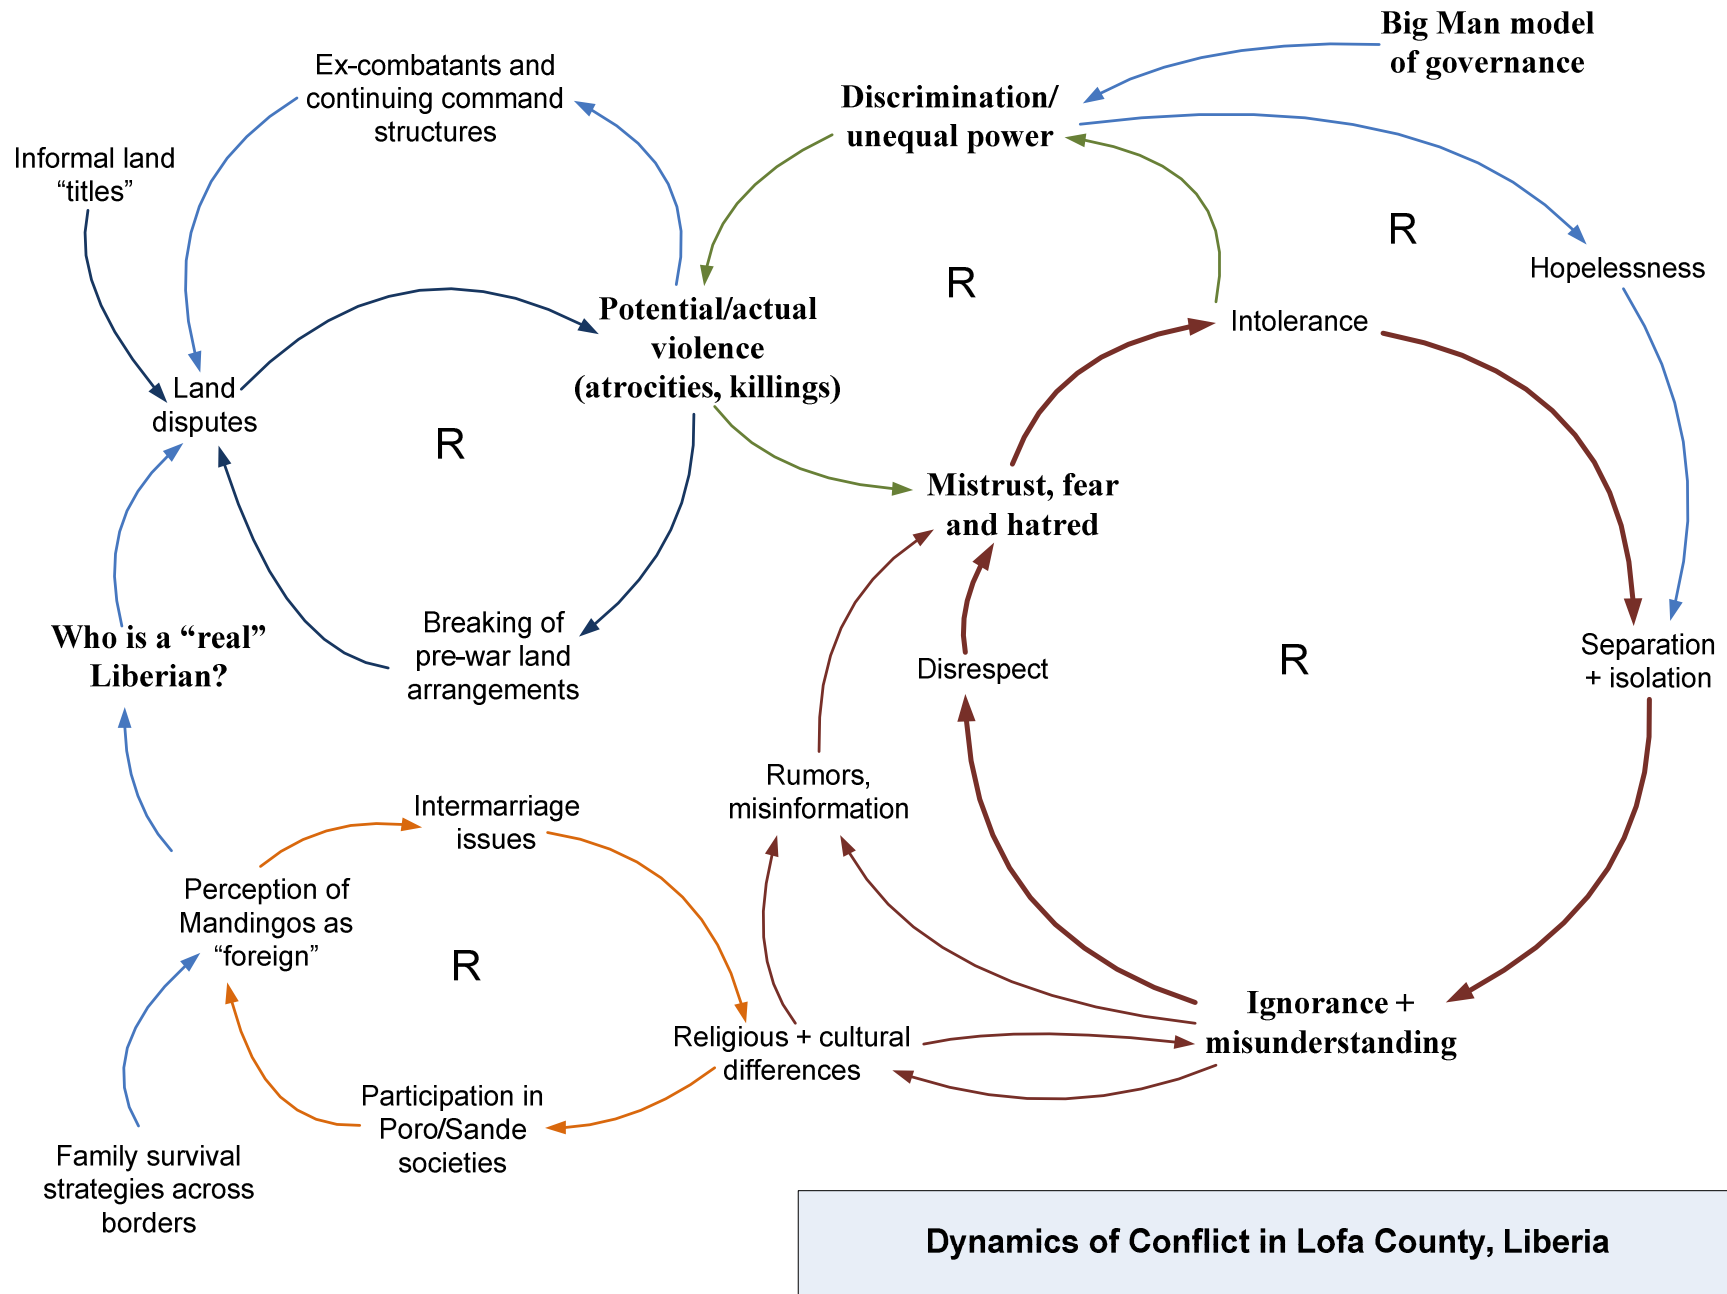 Big Man model
of governance
Ex-combatants and
continuing command
structures
Discrimination/
unequal power
Informal land
“titles”
R
Hopelessness
R
Potential/actual
violence
(atrocities, killings)
Intolerance
Land
disputes
R
Mistrust, fear
and hatred
Breaking of
pre-war land
arrangements
Who is a “real”
Liberian?
Disrespect
R
Separation
+ isolation
Rumors,
misinformation
Intermarriage
issues
Perception of
Mandingos as
“foreign”
R
Religious + cultural
differences
Ignorance +
misunderstanding
Participation in
Poro/Sande
societies
Family survival
strategies across
borders
Dynamics of Conflict in Lofa County, Liberia